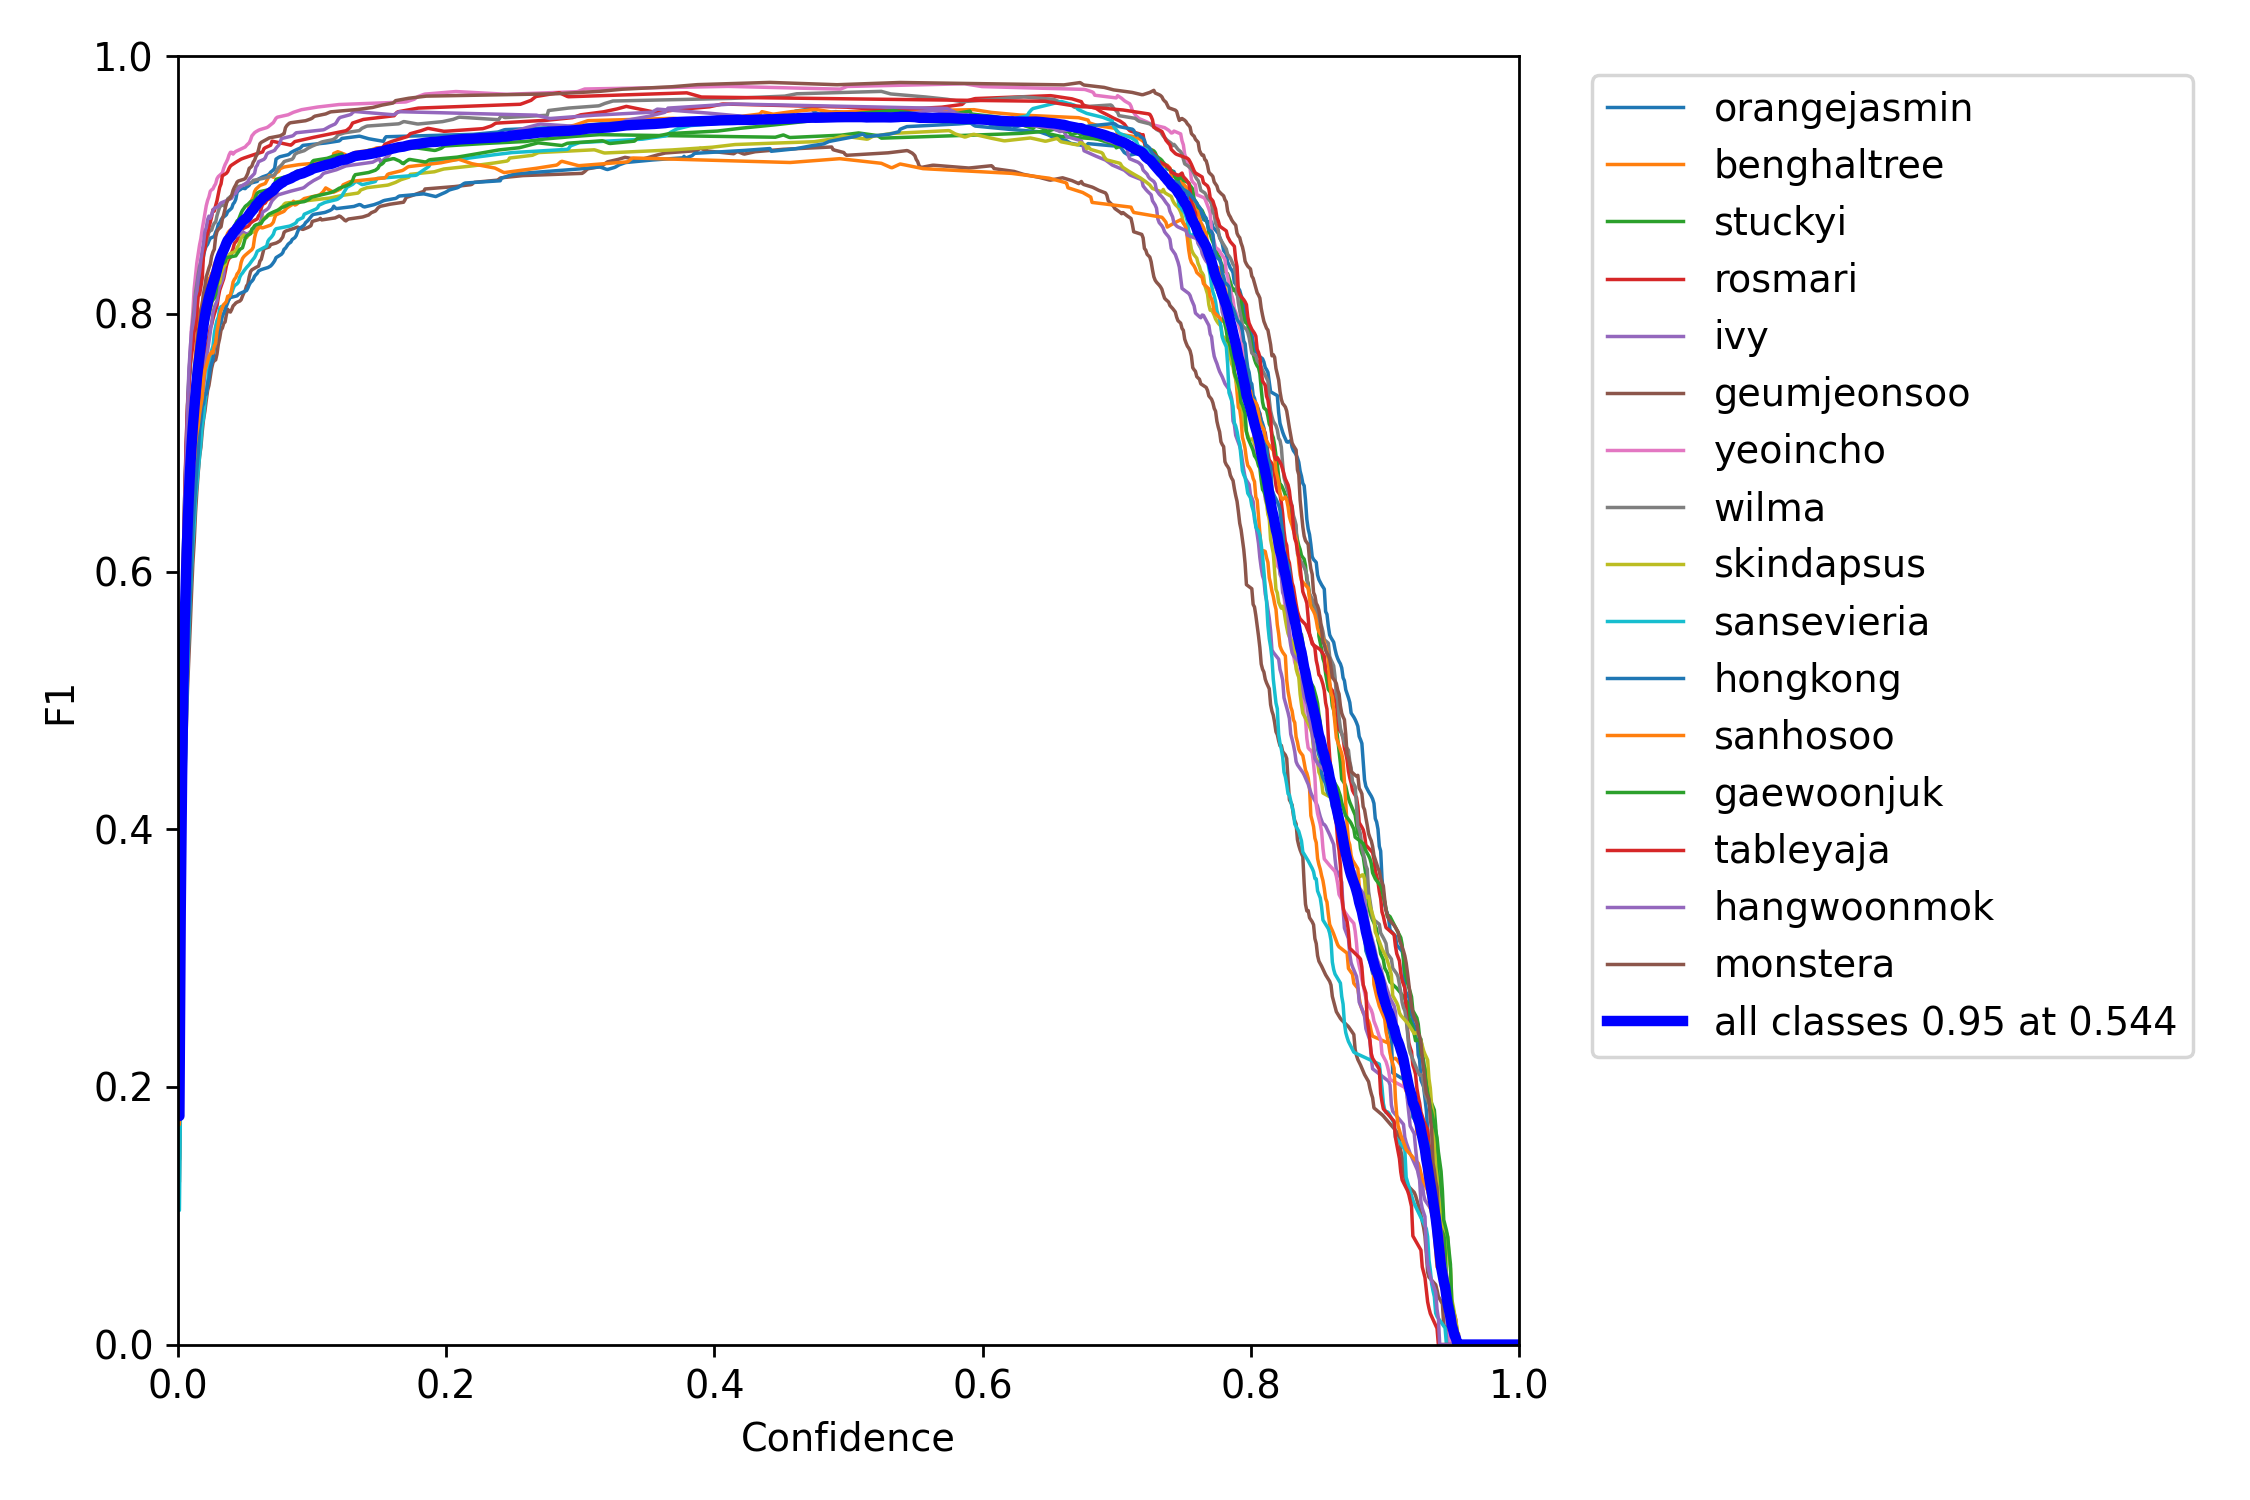 1.0
0.8
0.6
0.4
0.2
0.0
F1
0.0 0.2 0.4 0.6 0.8 1.0
Confidence
orangejasmin
benghaltree
stuckyi
rosmari
ivy
geumjeonsoo
yeoincho
wilma
skindapsus
sansevieria
hongkong
sanhosoo
gaewoonjuk
tableyaja
hangwoonmok
monstera
all classes 0.95 at 0.544